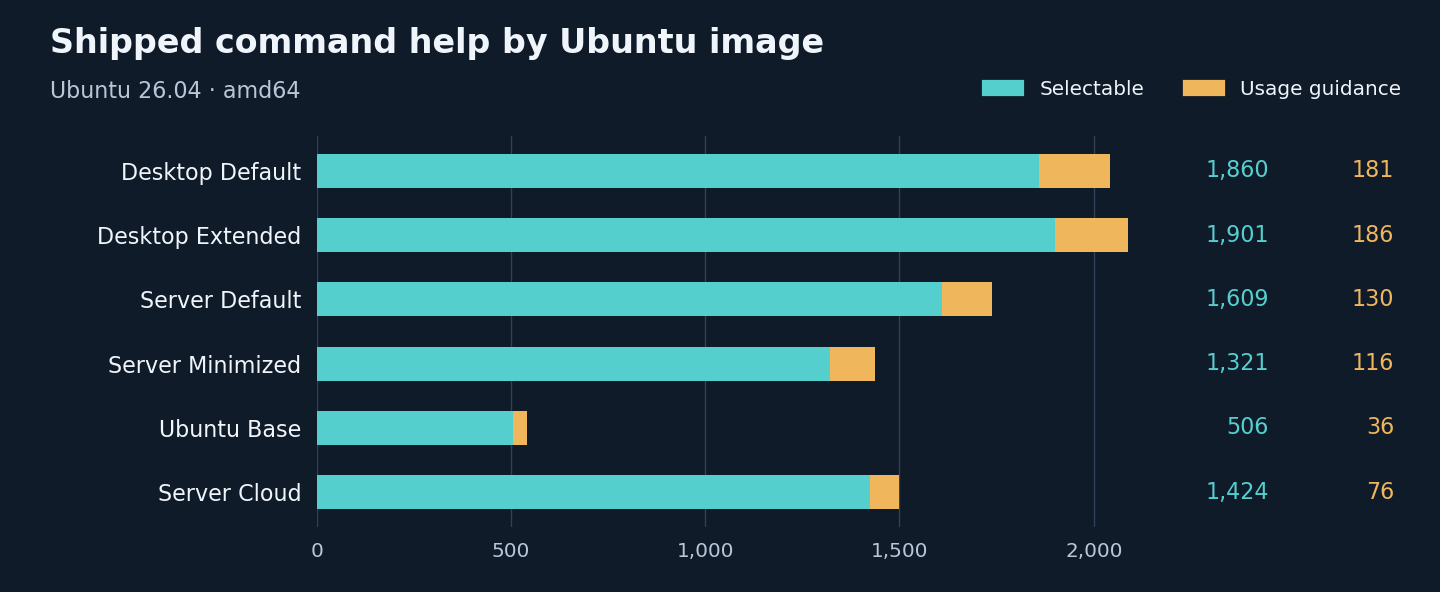 Shipped command help by Ubuntu image
Ubuntu 26.04 · amd64
Selectable Usage guidance
Desktop Default 1,860 181
Desktop Extended 1,901 186
Server Default 1,609 130
Server Minimized 1,321 116
Ubuntu Base 506 36
Server Cloud 1,424 76
0 500 1,000 1,500 2,000